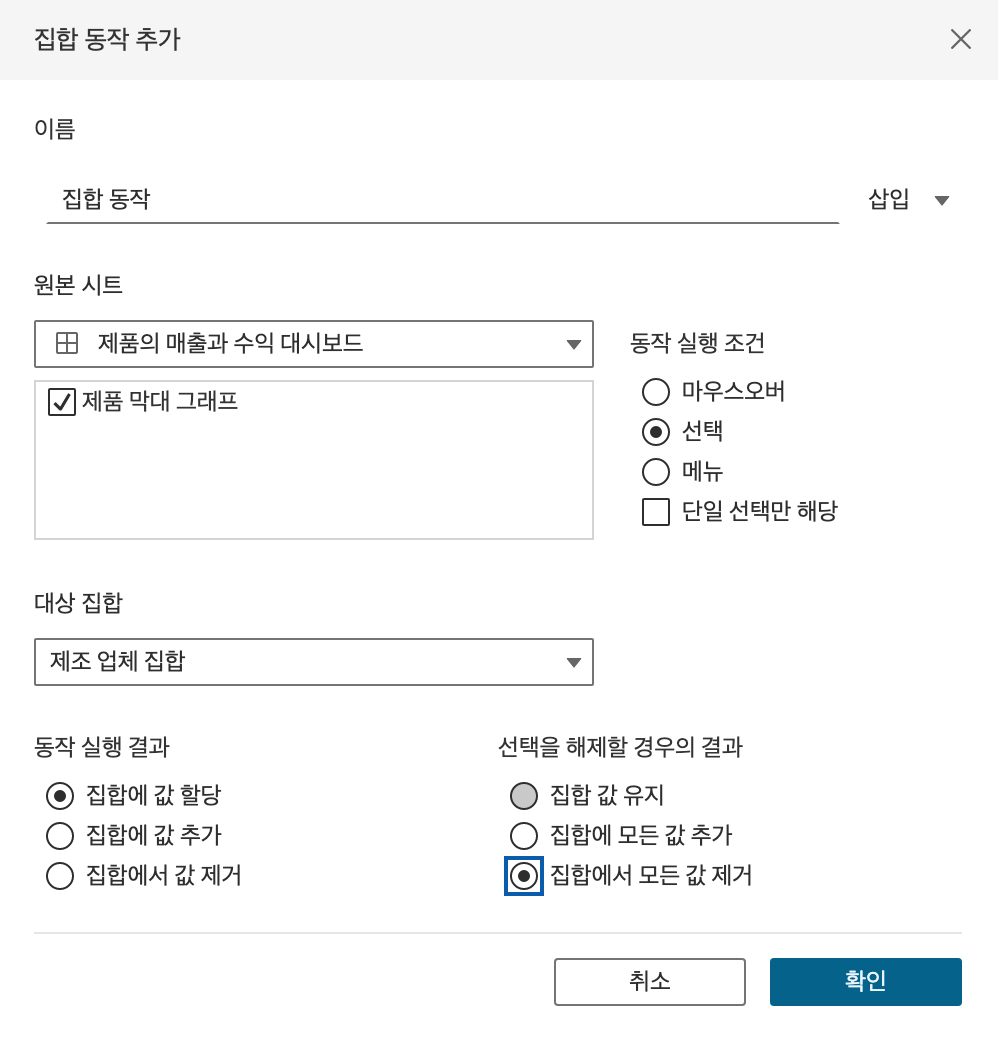 집합 동작 추가
이름
집합 동작 삽입
원본 시트
제품의 매출과 수익 대시보드
제품 막대 그래프
동작 실행 조건
마우스오버
선택
메뉴
단일 선택만 해당
대상 집합
제조 업체 집합
동작 실행 결과
집합에 값 할당
집합에 값 추가
집합에서 값 제거
선택을 해제할 경우의 결과
집합 값 유지
집합에 모든 값 추가
집합에서 모든 값 제거
취소 확인